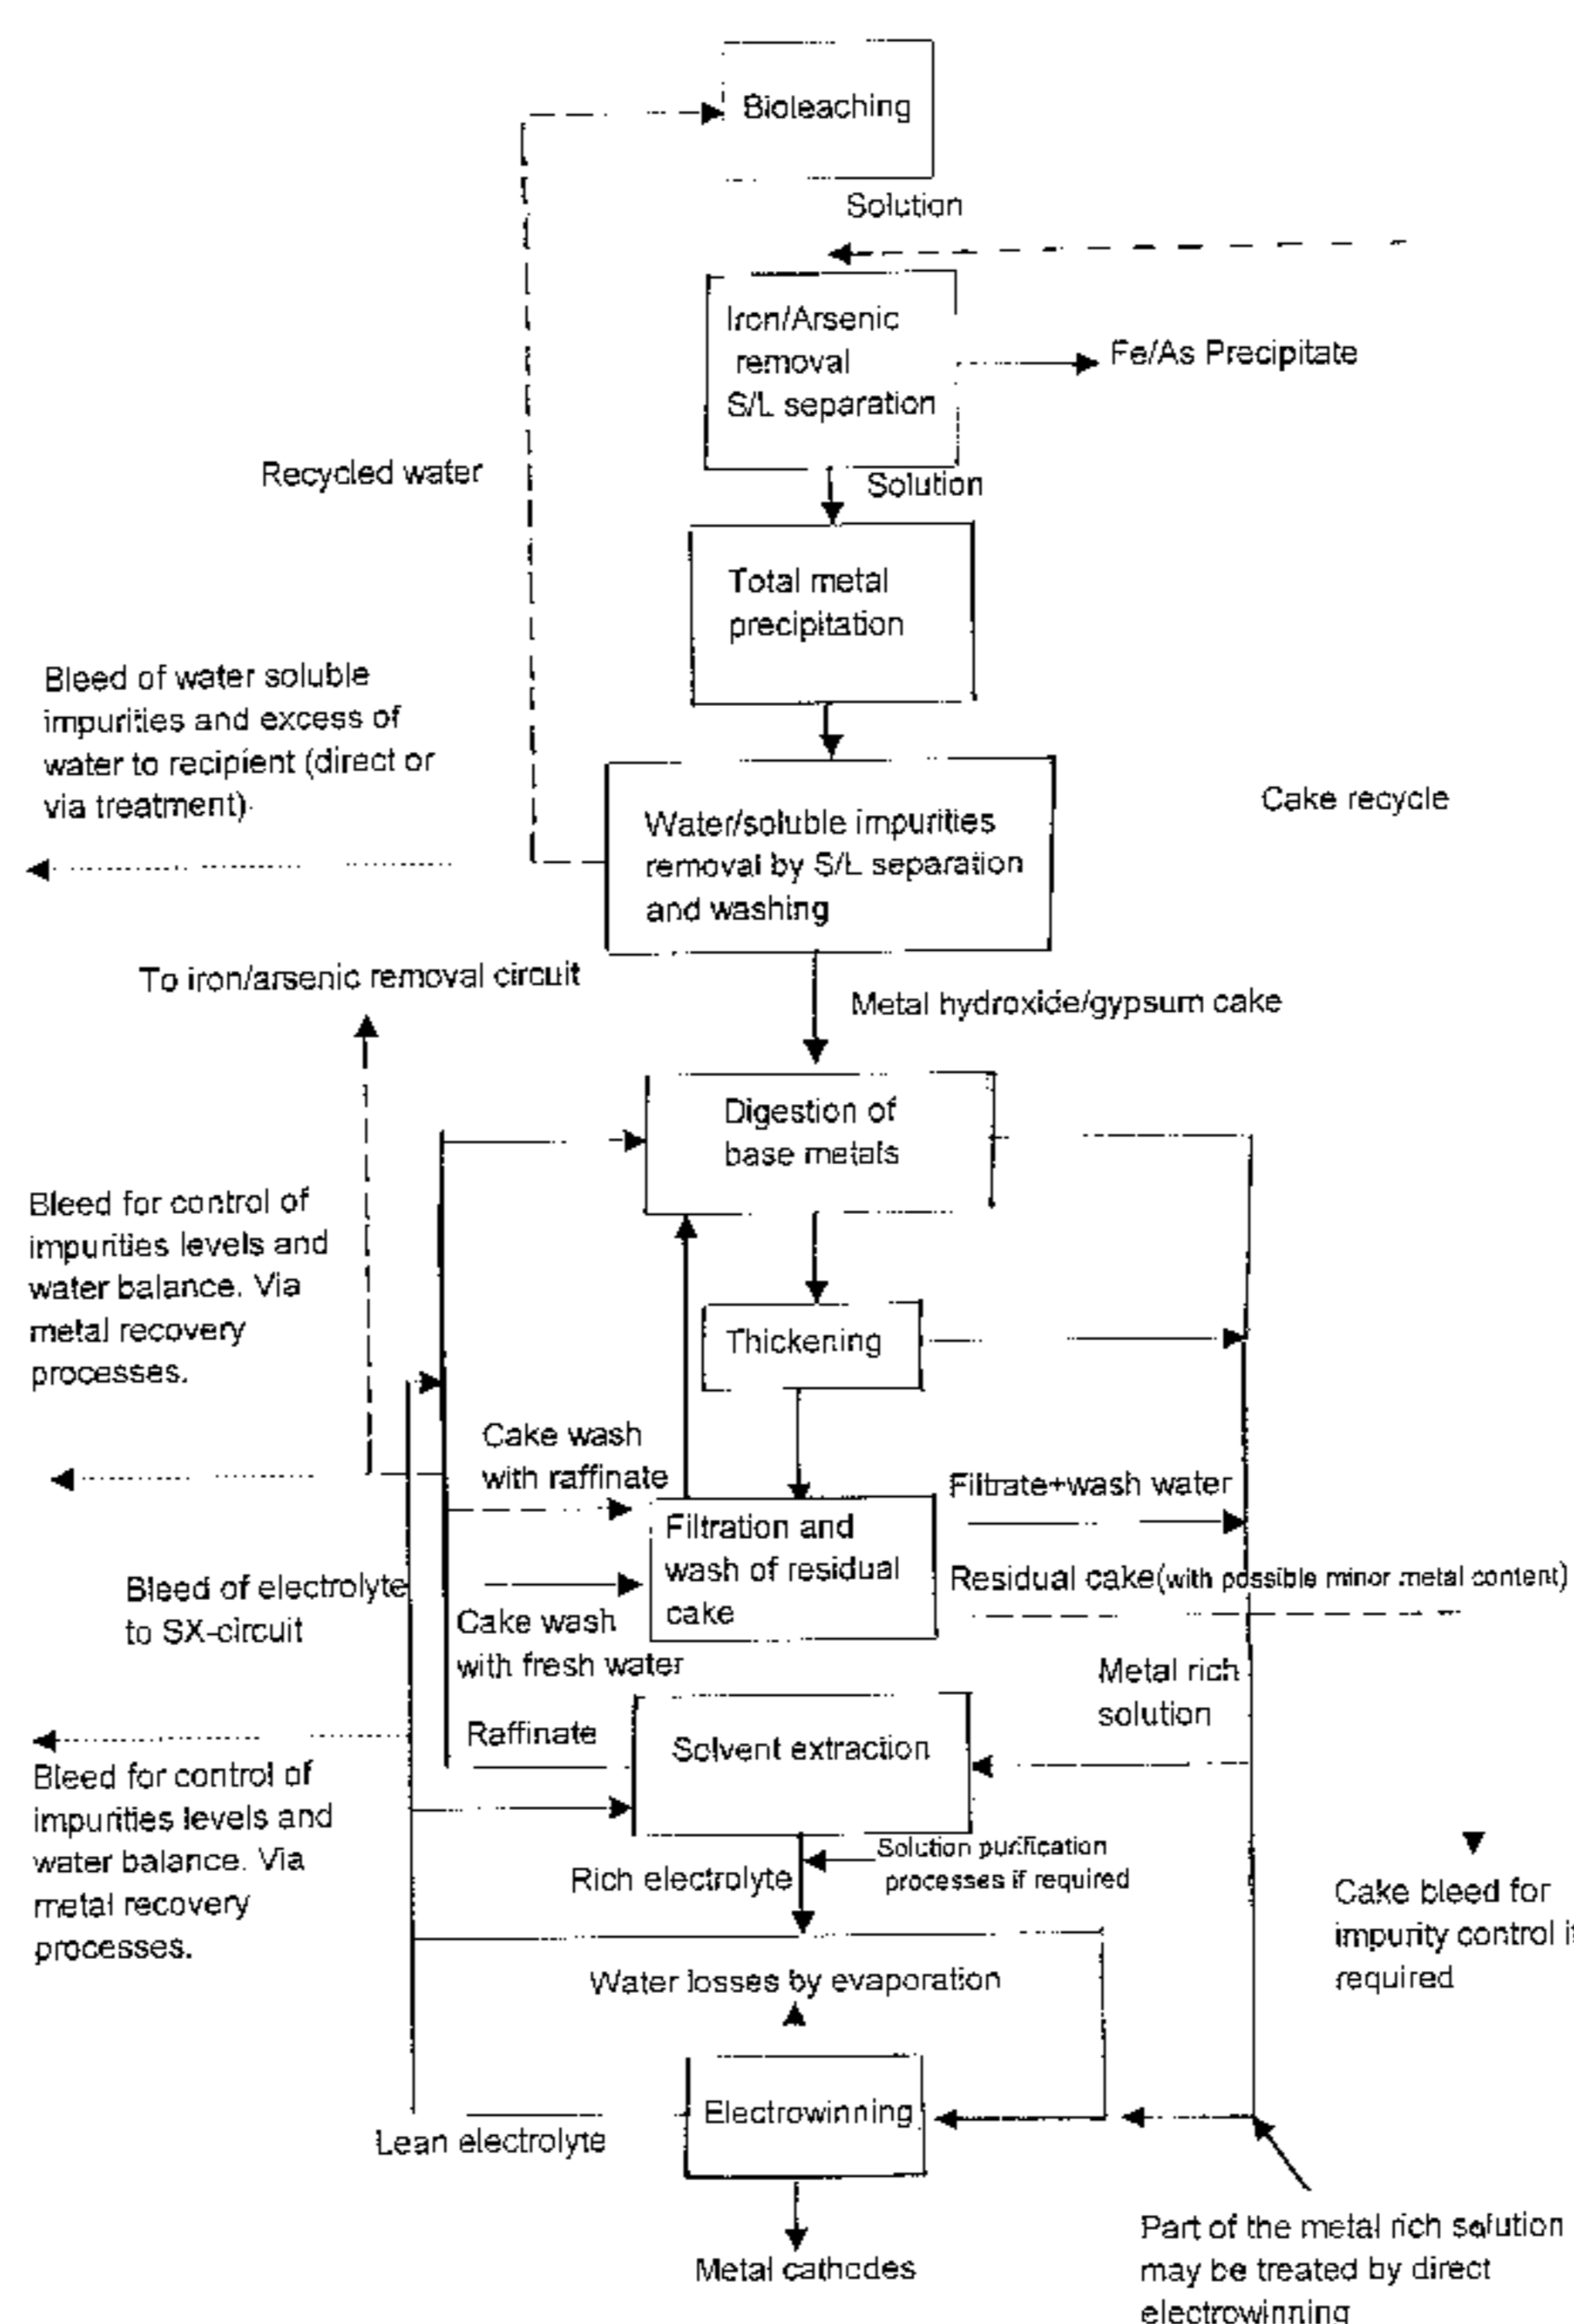 Bioleaching
Solution
Iron/Arsenic
removal
S/L separation
Fe/As Precipitate
Recycled water
Solution
Total metal
precipitation
Bleed of water soluble
impurities and excess of
water to recipient (direct or
via treatment)
Water/soluble impurities
removal by S/L separation
and washing
Cake recycle
To iron/arsenic removal circuit
Metal hydroxide/gypsum cake
Digestion of
base metals
Bleed for control of
impurities levels and
water balance. Via
metal recovery
processes.
Thickening
Cake wash
with raffinate
Filtration and
wash of residual
cake
Filtrate+wash water
Residual cake(with possible minor metal content)
Bleed of electrolyte
to SX-circuit
Cake wash
with fresh water
Metal rich
solution
Raffinate
Solvent extraction
Bleed for control of
impurities levels and
water balance. Via
metal recovery
processes.
Solution purification
processes if required
Rich electrolyte
Cake bleed for
impurity control if
required
Water losses by evaporation
Electrowinning
Lean electrolyte
Metal cathodes
Part of the metal rich solution
may be treated by direct
electrowinning